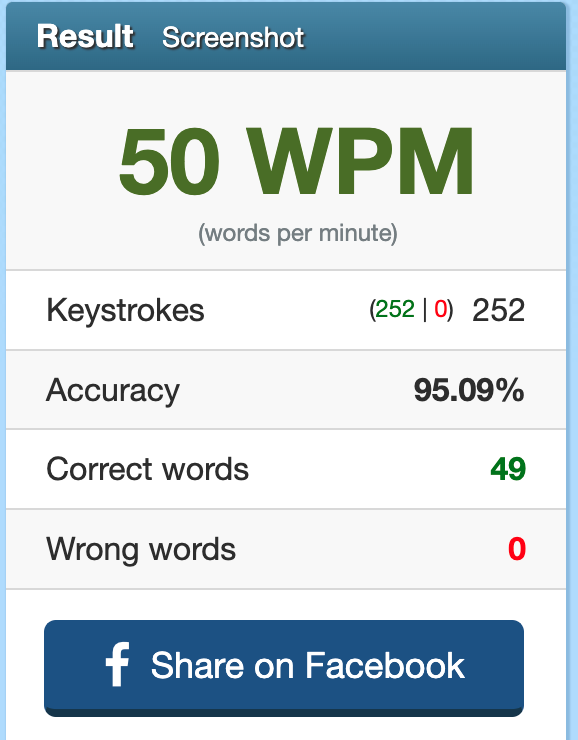 Result Screenshot
50 WPM
(words per minute)
Keystrokes (252 | 0) 252
Accuracy 95.09%
Correct words 49
Wrong words 0
Share on Facebook